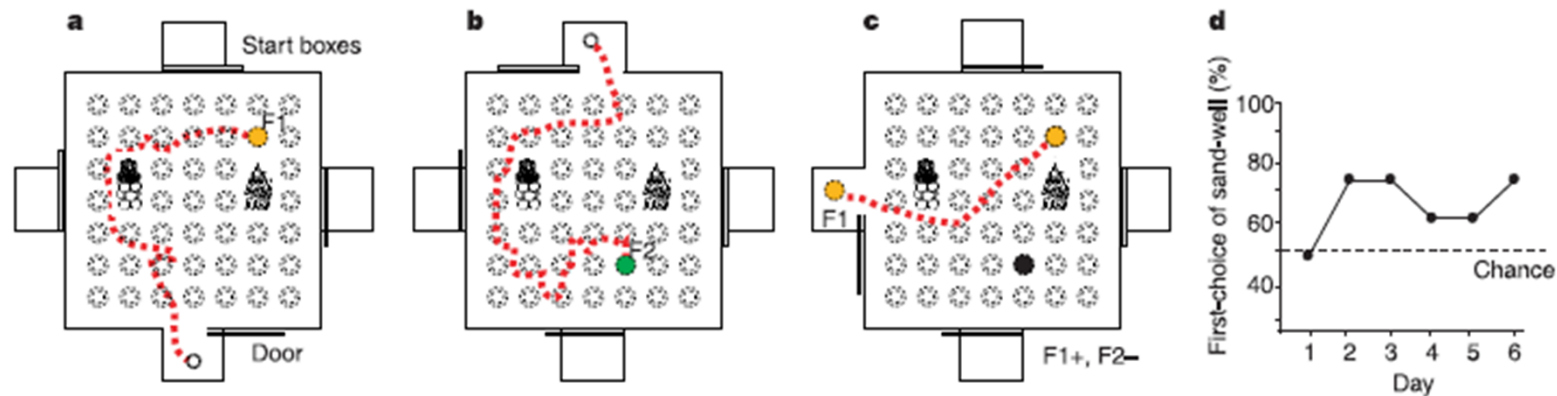 a
Start boxes
F1
Door
b
F2
c
F1
F1+, F2–
d
First-choice of sand-well (%)
100
80
60
40
Chance
1 2 3 4 5 6
Day